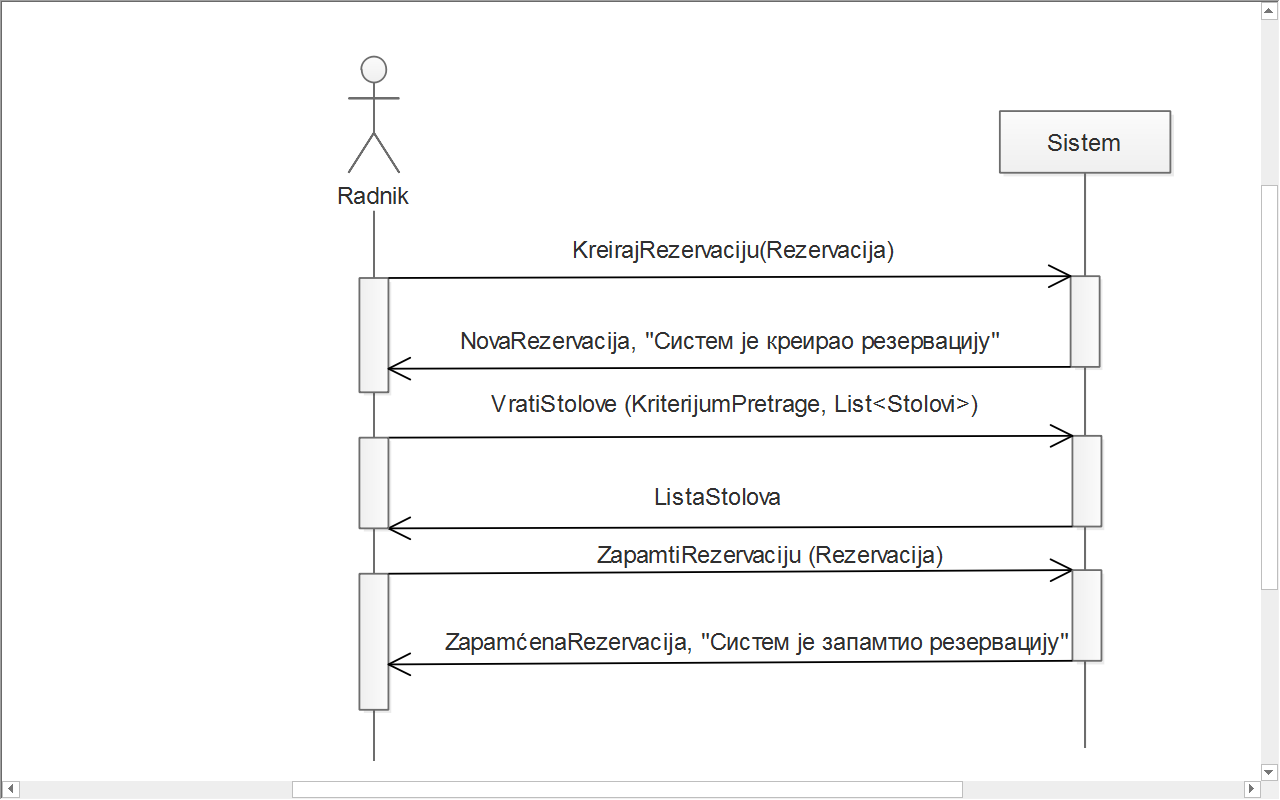 Sistem
Radnik
KreirajRezervaciju(Rezervacija)
NovaRezervacija, "Систем је креирао резервацију"
VratiStolove (KriterijumPretrage, List<Stolovi>)
ListaStolova
ZapamtiRezervaciju (Rezervacija)
ZapamćenaRezervacija, "Систем је запамтио резервацију"